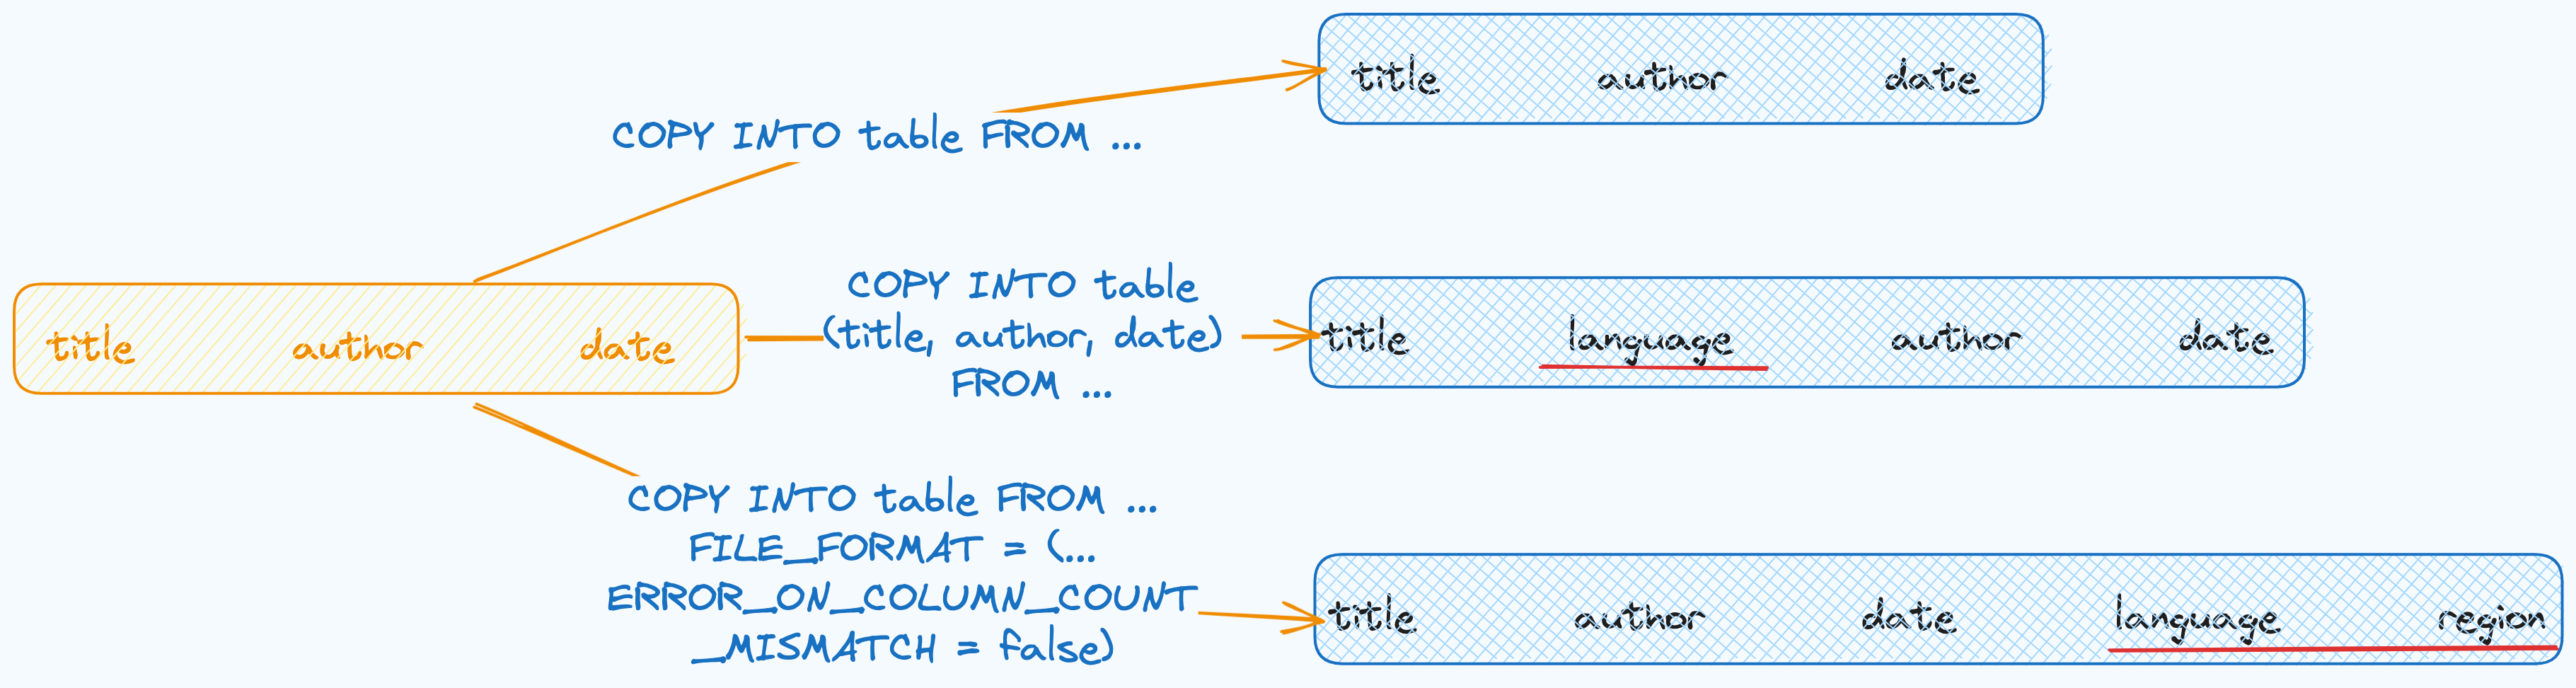 title author date
COPY INTO table FROM ...
title author date
COPY INTO table
(title, author, date)
FROM ...
title language author date
COPY INTO table FROM ...
FILE_FORMAT = (...
ERROR_ON_COLUMN_COUNT
_MISMATCH = false)
title author date language region